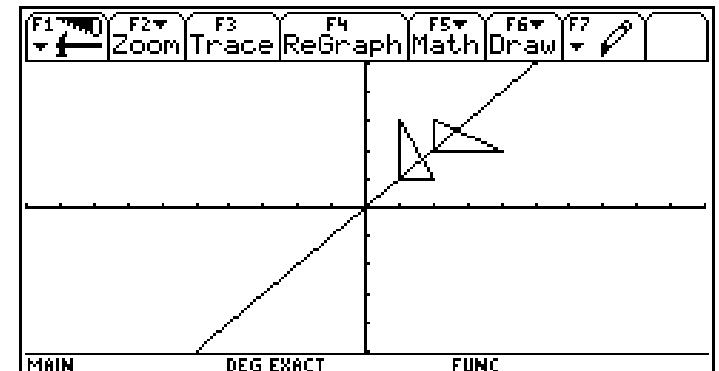 F1 F2 F3 F4 F5 F6 F7
Zoom Trace ReGraph Math Draw
MAIN DEG EXACT FUNC